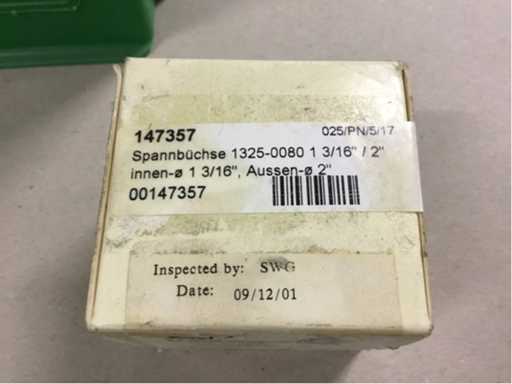 147357
025/PN/5/17
Spannbüchse 1325-0080 1 3/16" / 2"
innen-ø 1 3/16", Aussen-ø 2"
00147357
Inspected by: SWG
Date: 09/12/01